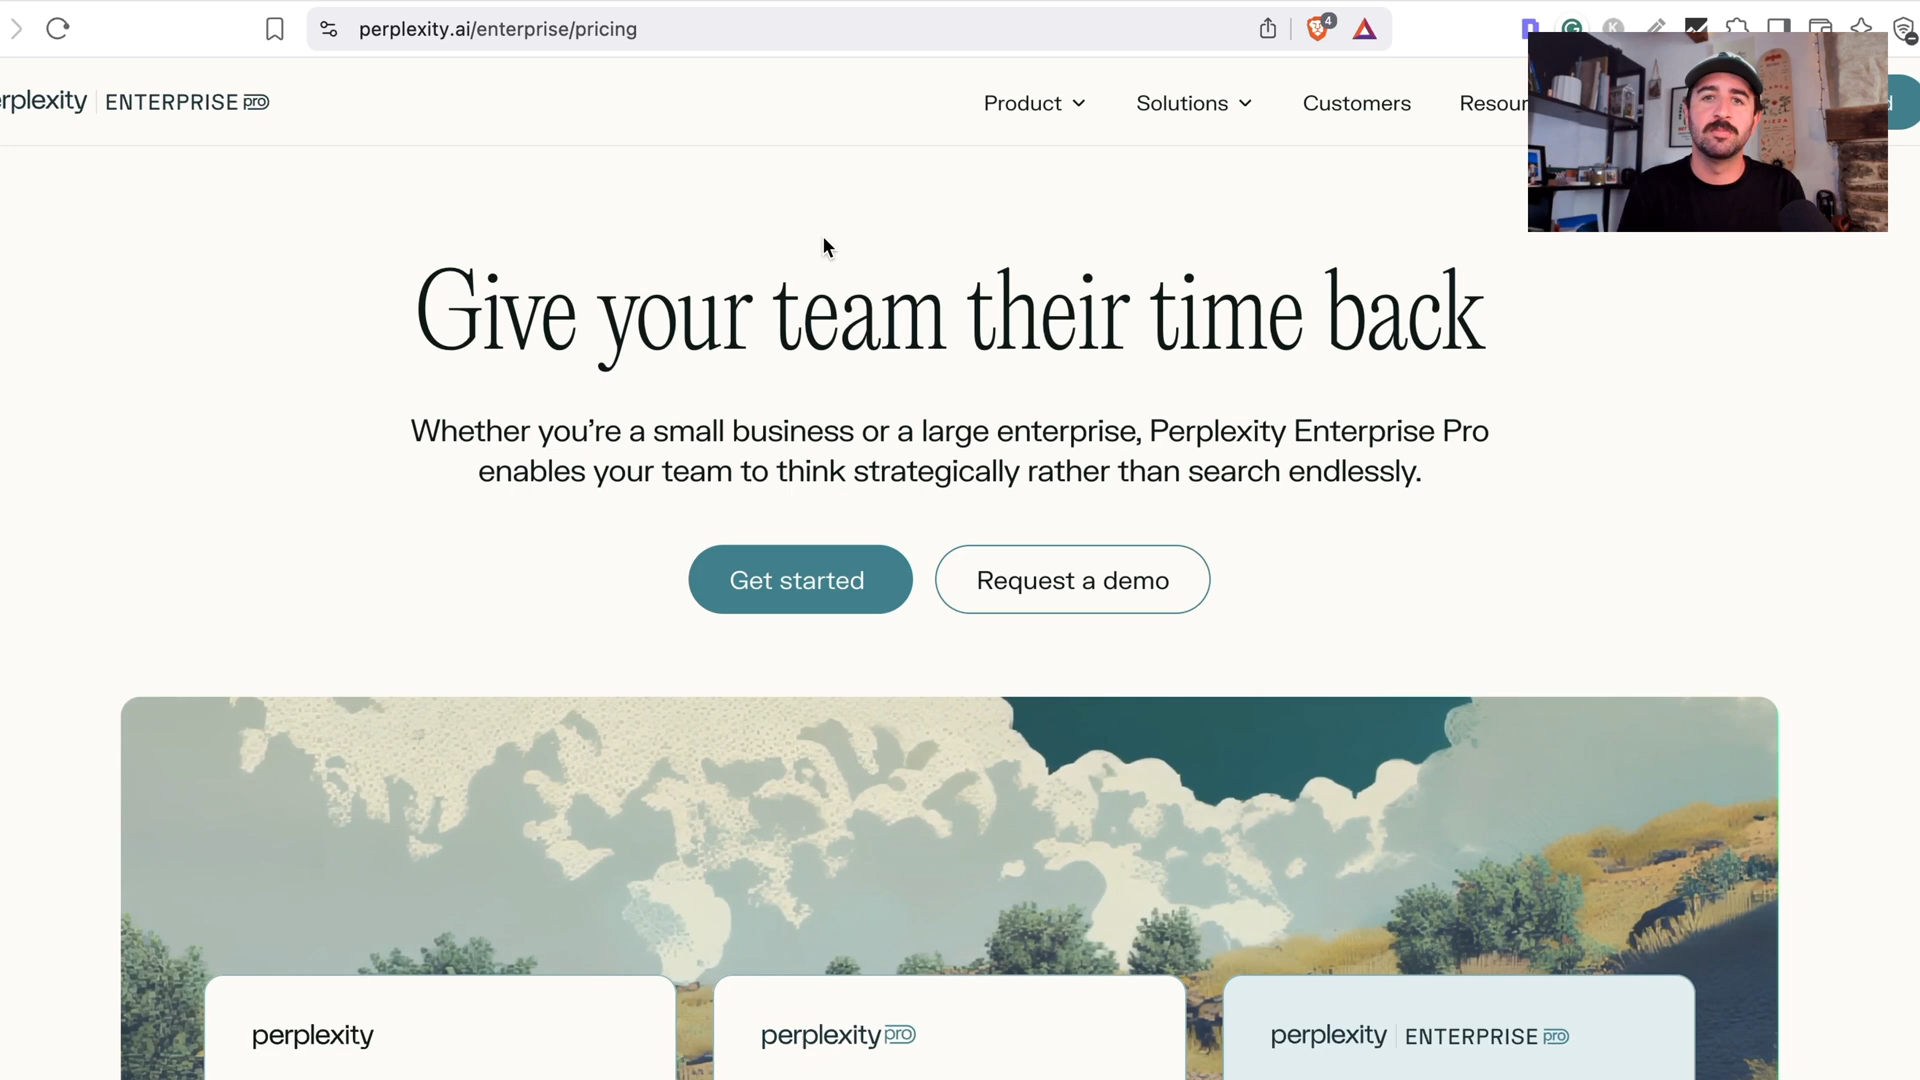 perplexity.ai/enterprise/pricing
4
erplexity ENTERPRISE pro
Product
Solutions
Customers
Resour
Give your team their time back
Whether you're a small business or a large enterprise, Perplexity Enterprise Pro
enables your team to think strategically rather than search endlessly.
Get started
Request a demo
perplexity
perplexity pro
perplexity ENTERPRISE pro